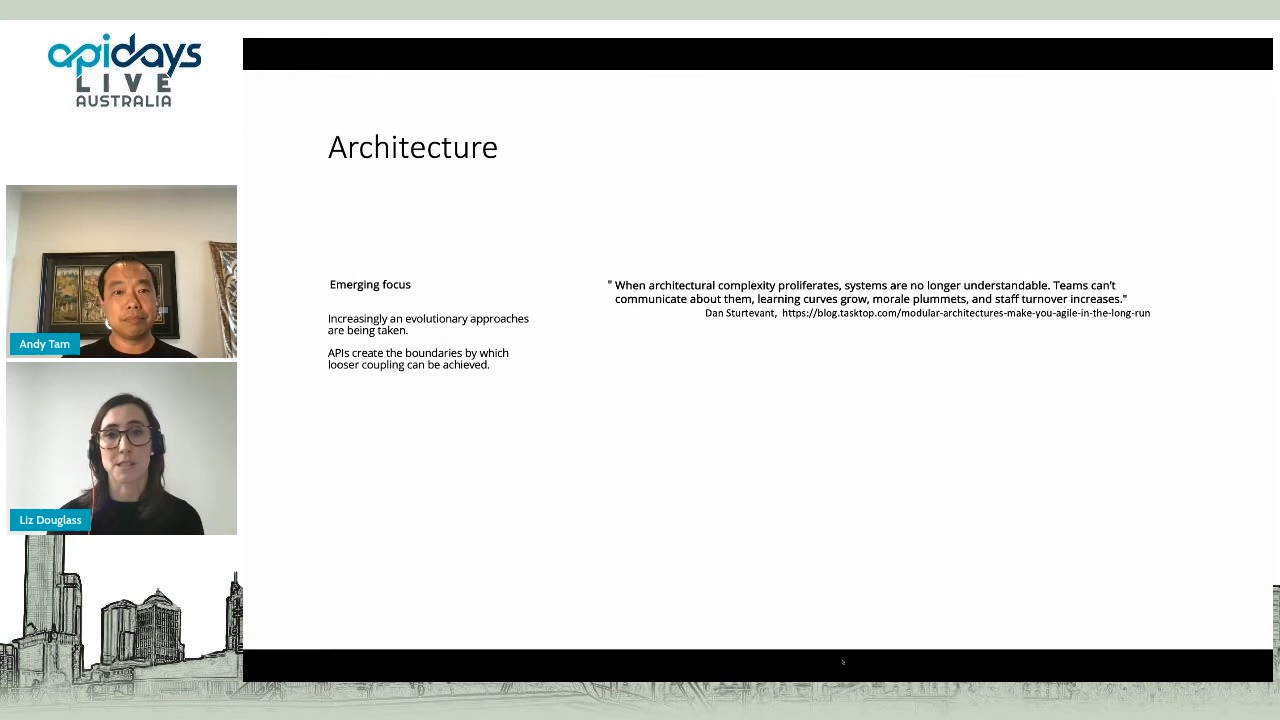 apidays
LIVE
AUSTRALIA
Andy Tam
Liz Douglass
Architecture
Emerging focus
Increasingly an evolutionary approaches
are being taken.
APIs create the boundaries by which
looser coupling can be achieved.
" When architectural complexity proliferates, systems are no longer understandable. Teams can't
communicate about them, learning curves grow, morale plummets, and staff turnover increases."
Dan Sturtevant, https://blog.tasktop.com/modular-architectures-make-you-agile-in-the-long-run